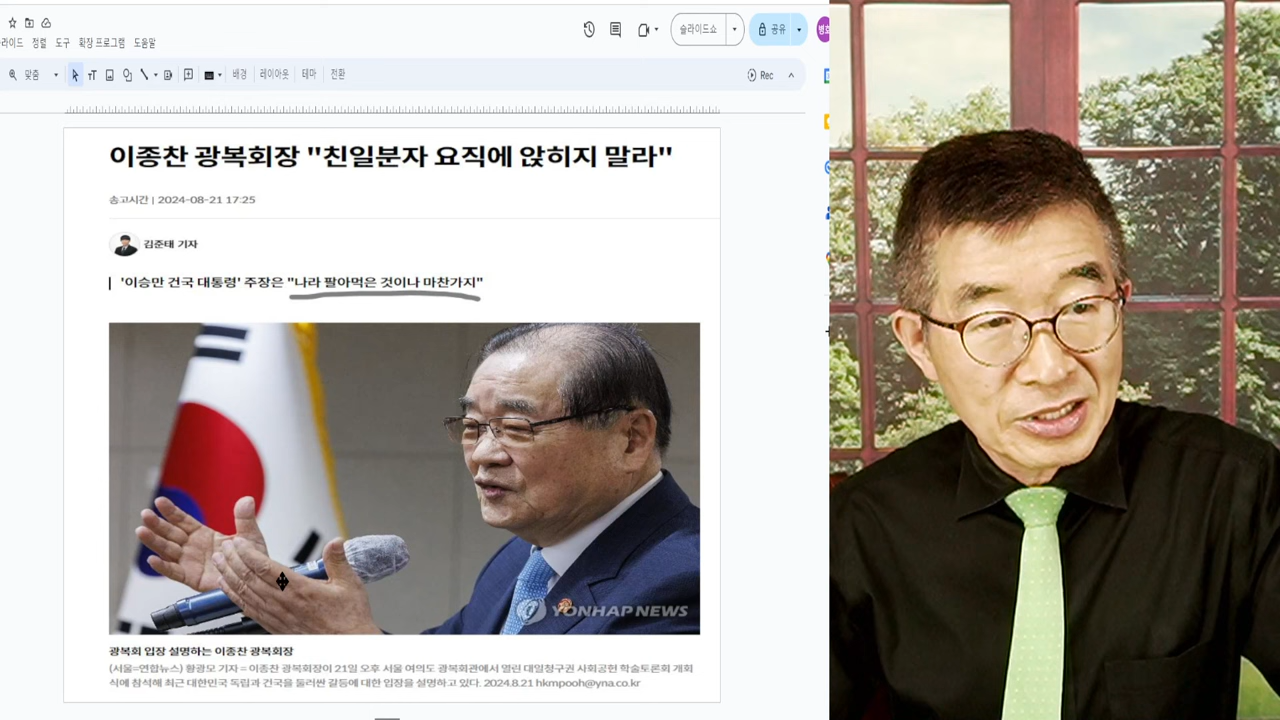 라이드 정렬 도구 확장 프로그램 도움말
슬라이드쇼
공유
맞춤
배경 레이아웃 테마 전환
Rec
이종찬 광복회장 "친일분자 요직에 앉히지 말라"
송고시간 | 2024-08-21 17:25
김준태 기자
'이승만 건국 대통령' 주장은 "나라 팔아먹은 것이나 마찬가지"
YONHAP NEWS
광복회 입장 설명하는 이종찬 광복회장
(서울=연합뉴스) 황광모 기자 = 이종찬 광복회장이 21일 오후 서울 여의도 광복회관에서 열린 대일청구권 사회공헌 학술토론회 개회
식에 참석해 최근 대한민국 독립과 건국을 둘러싼 갈등에 대한 입장을 설명하고 있다. 2024.8.21 hkmpooh@yna.co.kr